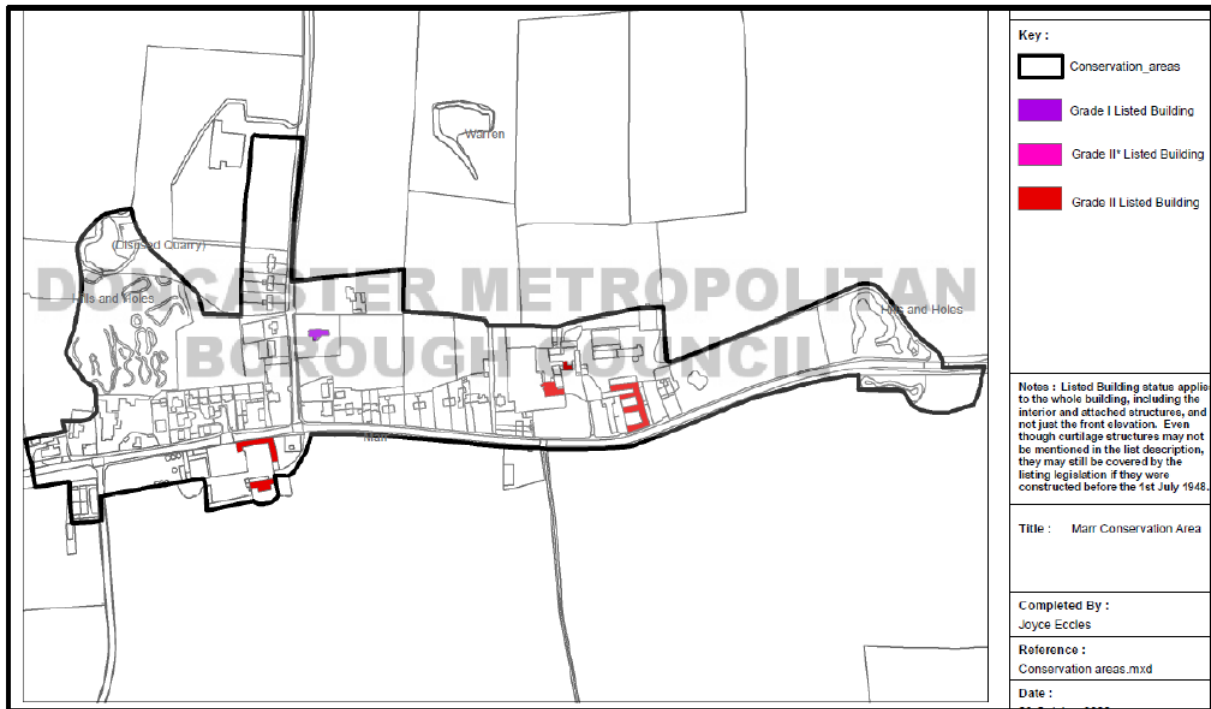 Key :
Conservation_areas
Grade I Listed Building
Grade II* Listed Building
Grade II Listed Building
Notes : Listed Building status applies
to the whole building, including the
interior and attached structures, and
not just the front elevation. Even
though curtilage structures may not
be mentioned in the list description,
they may still be covered by the
listing legislation if they were
constructed before the 1st July 1948.
Title : Marr Conservation Area
Completed By :
Joyce Eccles
Reference :
Conservation areas.mxd
Date :
Warren
(Disused Quarry)
Hills and Holes
DONCASTER METROPOLITAN
Hills and Holes
BOROUGH COUNCIL
Marr